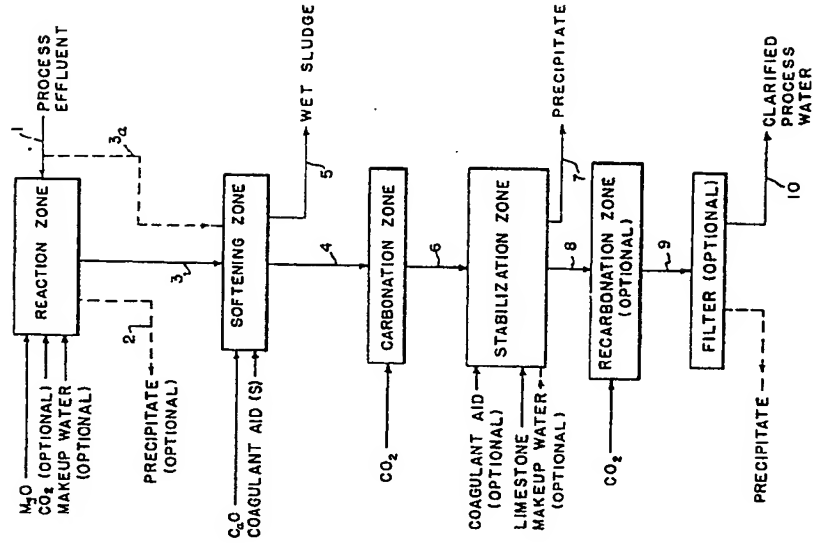 MgO
CO2 (OPTIONAL)
MAKEUP WATER
(OPTIONAL)
REACTION ZONE
1
PROCESS
EFFLUENT
2
PRECIPITATE
(OPTIONAL)
3
3a
CaO
COAGULANT AID (S)
SOFTENING ZONE
5
WET SLUDGE
4
CO2
CARBONATION ZONE
6
COAGULANT AID
(OPTIONAL)
LIMESTONE
MAKEUP WATER
(OPTIONAL)
STABILIZATION ZONE
7
PRECIPITATE
8
CO2
RECARBONATION ZONE
(OPTIONAL)
9
FILTER (OPTIONAL)
PRECIPITATE
10
CLARIFIED
PROCESS
WATER